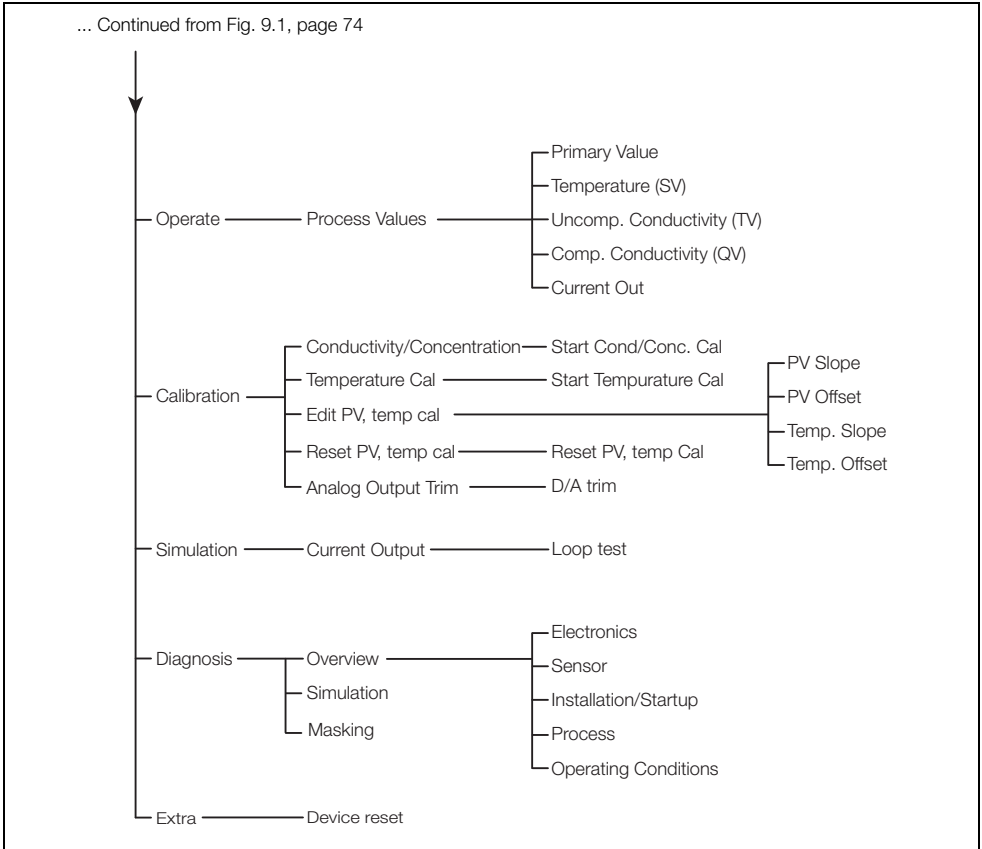 ... Continued from Fig. 9.1, page 74
Primary Value
Temperature (SV)
Operate
Process Values
Uncomp. Conductivity (TV)
Comp. Conductivity (QV)
Current Out
Conductivity/Concentration
Start Cond/Conc. Cal
PV Slope
Temperature Cal
Start Tempurature Cal
Calibration
PV Offset
Edit PV, temp cal
Temp. Slope
Reset PV, temp cal
Reset PV, temp Cal
Temp. Offset
Analog Output Trim
D/A trim
Simulation
Current Output
Loop test
Electronics
Diagnosis
Overview
Sensor
Simulation
Installation/Startup
Masking
Process
Operating Conditions
Extra
Device reset